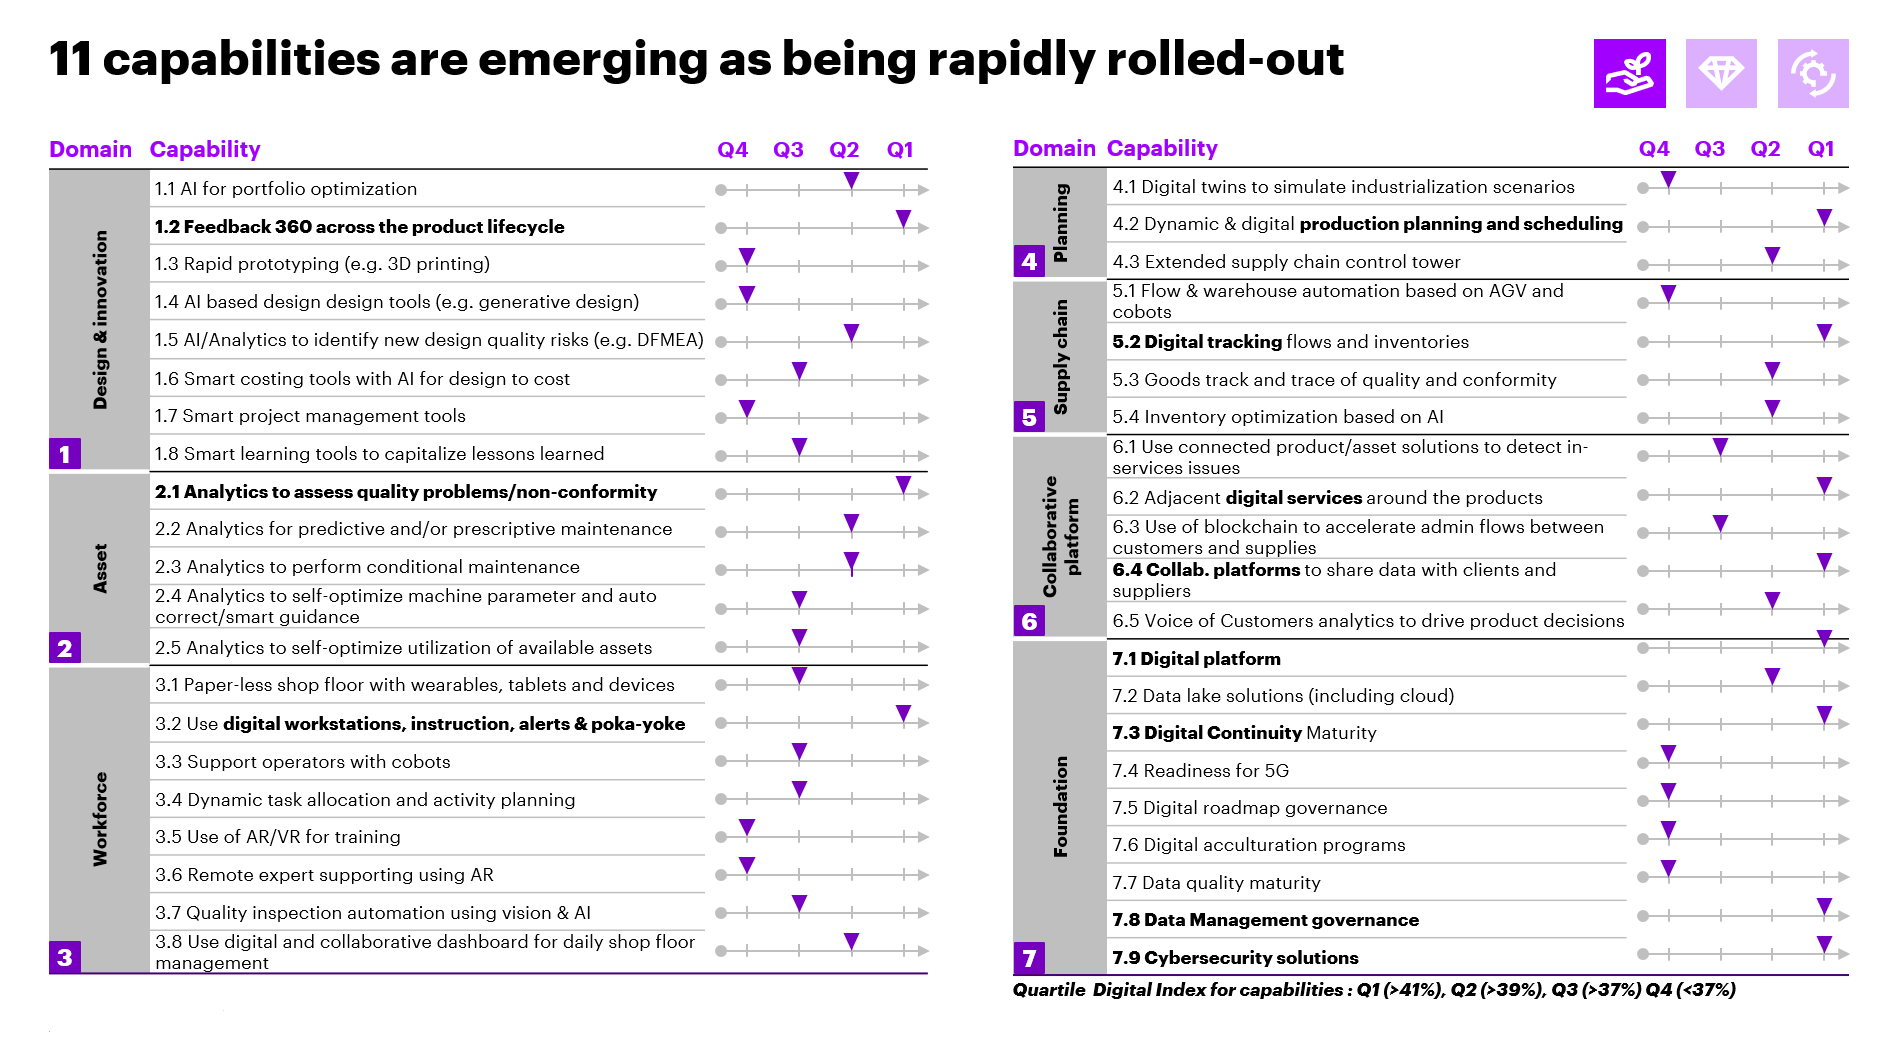 11 capabilities are emerging as being rapidly rolled-out
Domain Capability Q4 Q3 Q2 Q1
Design & innovation
1
1.1 AI for portfolio optimization
1.2 Feedback 360 across the product lifecycle
1.3 Rapid prototyping (e.g. 3D printing)
1.4 AI based design design tools (e.g. generative design)
1.5 AI/Analytics to identify new design quality risks (e.g. DFMEA)
1.6 Smart costing tools with AI for design to cost
1.7 Smart project management tools
1.8 Smart learning tools to capitalize lessons learned
Asset
2
2.1 Analytics to assess quality problems/non-conformity
2.2 Analytics for predictive and/or prescriptive maintenance
2.3 Analytics to perform conditional maintenance
2.4 Analytics to self-optimize machine parameter and auto
correct/smart guidance
2.5 Analytics to self-optimize utilization of available assets
Workforce
3
3.1 Paper-less shop floor with wearables, tablets and devices
3.2 Use digital workstations, instruction, alerts & poka-yoke
3.3 Support operators with cobots
3.4 Dynamic task allocation and activity planning
3.5 Use of AR/VR for training
3.6 Remote expert supporting using AR
3.7 Quality inspection automation using vision & AI
3.8 Use digital and collaborative dashboard for daily shop floor
management
Domain Capability Q4 Q3 Q2 Q1
Planning
4
4.1 Digital twins to simulate industrialization scenarios
4.2 Dynamic & digital production planning and scheduling
4.3 Extended supply chain control tower
Supply chain
5
5.1 Flow & warehouse automation based on AGV and
cobots
5.2 Digital tracking flows and inventories
5.3 Goods track and trace of quality and conformity
5.4 Inventory optimization based on AI
Collaborative
platform
6
6.1 Use connected product/asset solutions to detect in-
services issues
6.2 Adjacent digital services around the products
6.3 Use of blockchain to accelerate admin flows between
customers and supplies
6.4 Collab. platforms to share data with clients and
suppliers
6.5 Voice of Customers analytics to drive product decisions
Foundation
7
7.1 Digital platform
7.2 Data lake solutions (including cloud)
7.3 Digital Continuity Maturity
7.4 Readiness for 5G
7.5 Digital roadmap governance
7.6 Digital acculturation programs
7.7 Data quality maturity
7.8 Data Management governance
7.9 Cybersecurity solutions
Quartile Digital Index for capabilities : Q1 (>41%), Q2 (>39%), Q3 (>37%) Q4 (<37%)